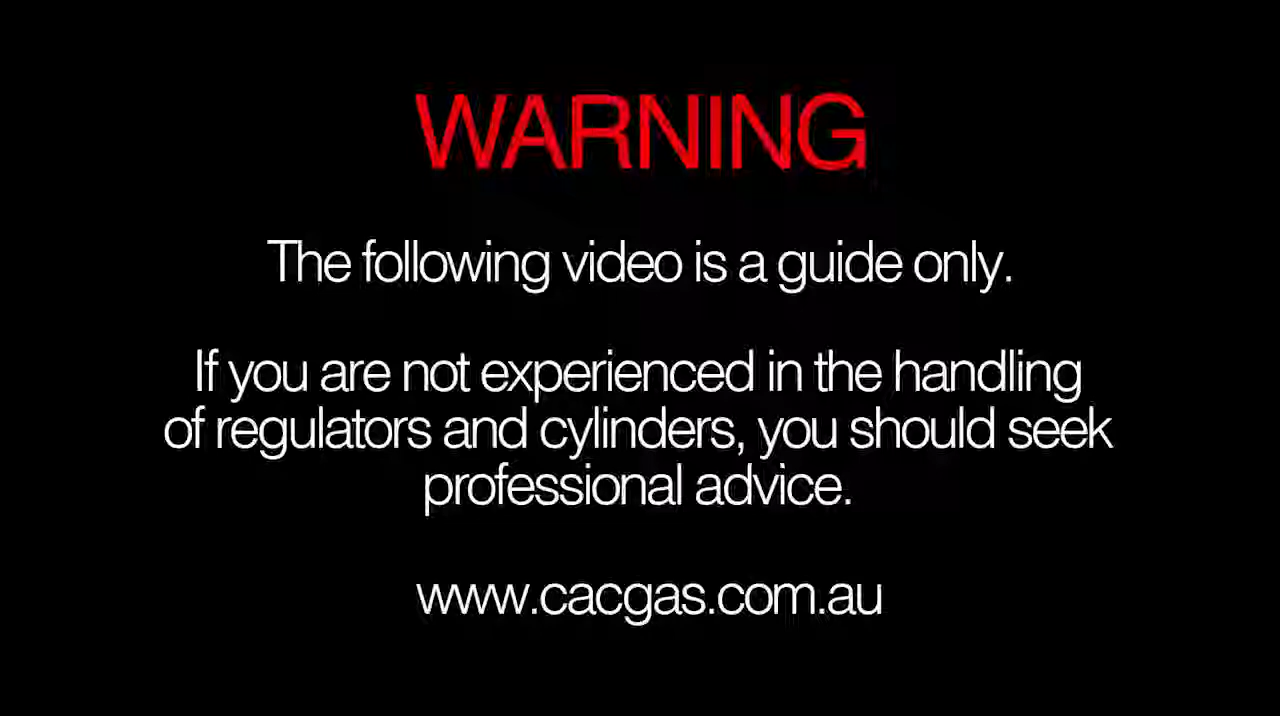 WARNING
The following video is a guide only.
If you are not experienced in the handling
of regulators and cylinders, you should seek
professional advice.
www.cacgas.com.au